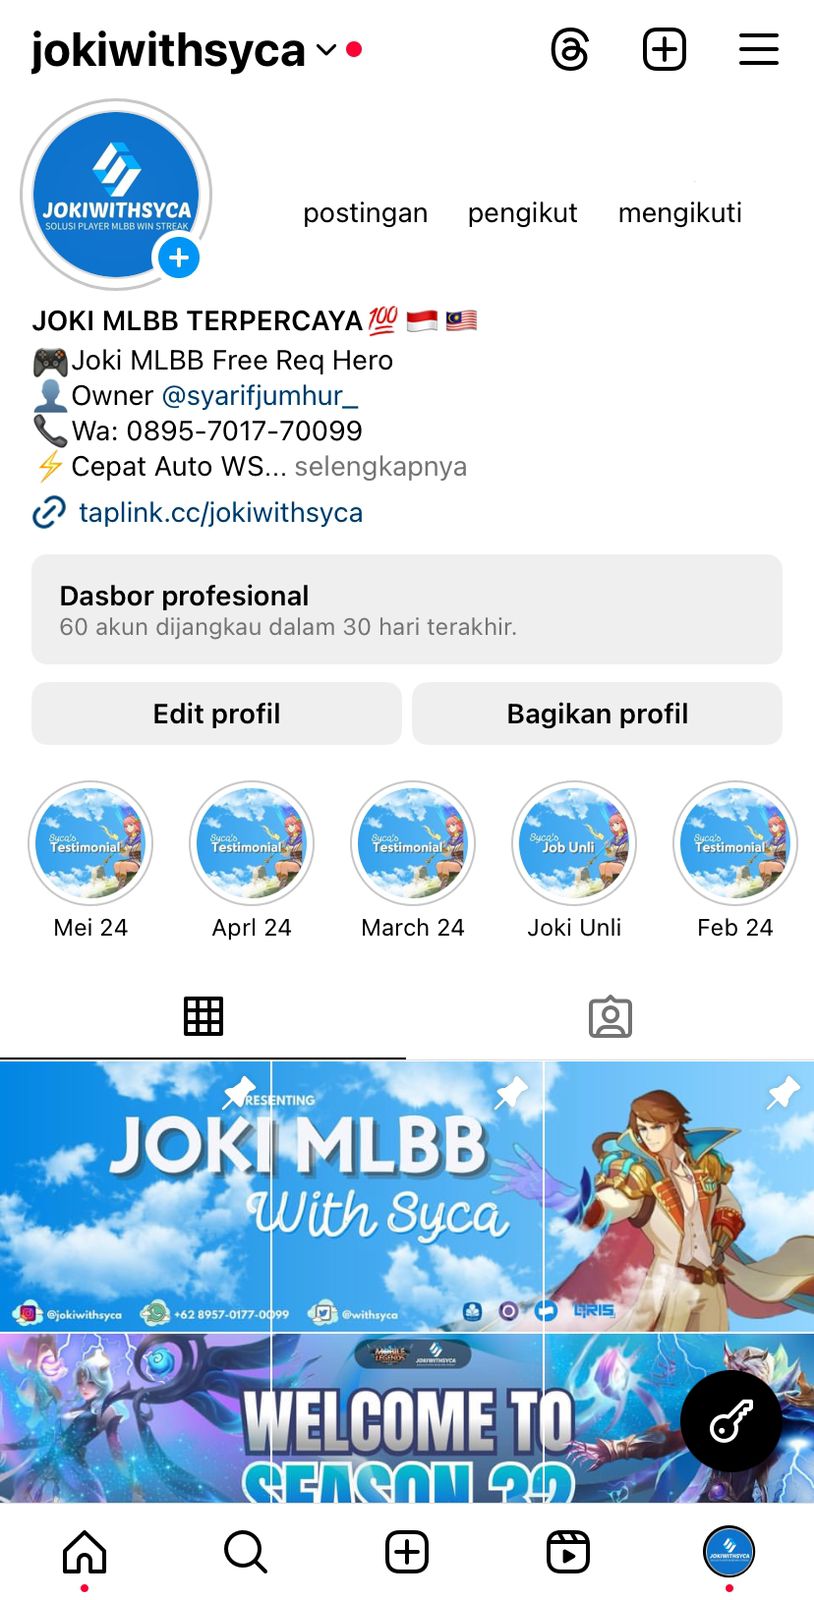 jokiwithsyca
JOKIWITHSYCA
SOLUSI PLAYER MLBB WIN STREAK
postingan pengikut mengikuti
JOKI MLBB TERPERCAYA💯🇮🇩🇲🇾
🎮Joki MLBB Free Req Hero
👤Owner @syarifjumhur_
📞Wa: 0895-7017-70099
⚡Cepat Auto WS... selengkapnya
taplink.cc/jokiwithsyca
Dasbor profesional
60 akun dijangkau dalam 30 hari terakhir.
Edit profil Bagikan profil
Syca's Testimonial
Syca's Testimonial
Syca's Testimonial
Syca's Job Unli
Syca's Testimonial
Mei 24 Aprl 24 March 24 Joki Unli Feb 24
RESENTING
JOKI MLBB
With Syca
@jokiwithsyca +62 8957-0177-0099 @withsyca QRIS
MOBILE LEGENDS JOKIWITHSYCA
WELCOME TO
SEASON 32
JOKIWITHSYCA